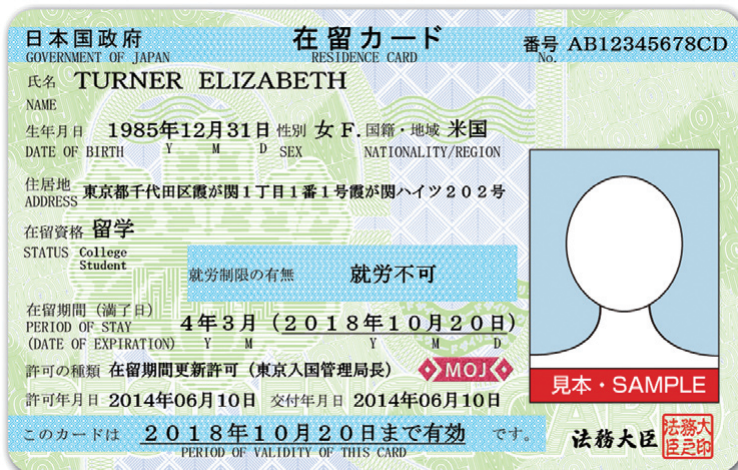 日本国政府 在留カード 番号 AB12345678CD
GOVERNMENT OF JAPAN RESIDENCE CARD No.
氏名 TURNER ELIZABETH
NAME
生年月日 1985年12月31日 性別 女 F. 国籍・地域 米国
DATE OF BIRTH Y M D SEX NATIONALITY/REGION
住居地 東京都千代田区霞が関1丁目1番1号霞が関ハイツ202号
ADDRESS
在留資格 留学
STATUS College
Student
就労制限の有無 就労不可
在留期間(満了日)
PERIOD OF STAY 4年3月(2018年10月20日)
(DATE OF EXPIRATION) Y M Y M D
許可の種類 在留期間更新許可(東京入国管理局長) MOJ
見本・SAMPLE
許可年月日 2014年06月10日 交付年月日 2014年06月10日
このカードは 2018年10月20日まで有効 です。
PERIOD OF VALIDITY OF THIS CARD
法務大臣 法務大臣之印